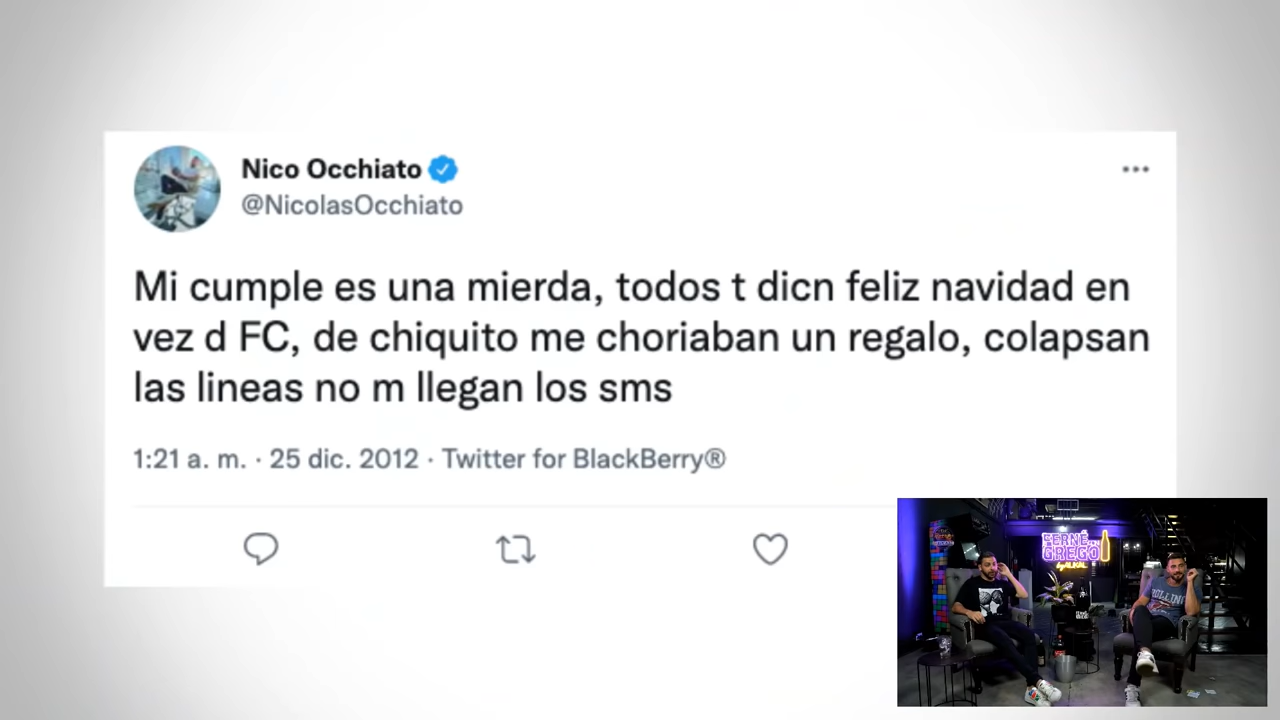 Nico Occhiato
@NicolasOcchiato
Mi cumple es una mierda, todos t dicn feliz navidad en
vez d FC, de chiquito me choriaban un regalo, colapsan
las lineas no m llegan los sms
1:21 a. m. · 25 dic. 2012 · Twitter for BlackBerry®
FERNÉ
GREGO
by ALIKAL